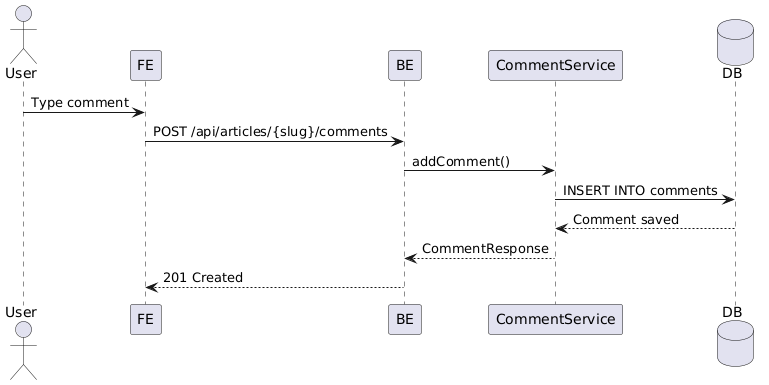 User
FE
BE
CommentService
DB
Type comment
POST /api/articles/{slug}/comments
addComment()
INSERT INTO comments
Comment saved
CommentResponse
201 Created
User
FE
BE
CommentService
DB